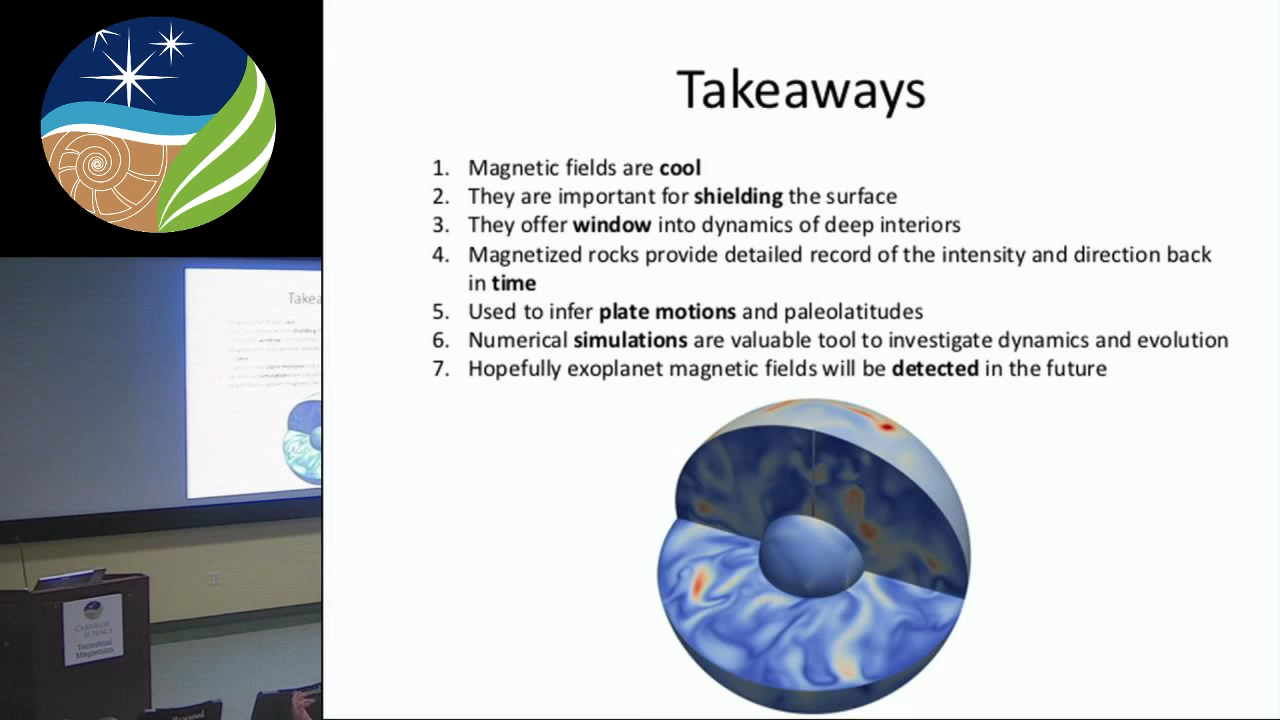 Takeaways
1. Magnetic fields are cool
2. They are important for shielding the surface
3. They offer window into dynamics of deep interiors
4. Magnetized rocks provide detailed record of the intensity and direction back
in time
5. Used to infer plate motions and paleolatitudes
6. Numerical simulations are valuable tool to investigate dynamics and evolution
7. Hopefully exoplanet magnetic fields will be detected in the future
Takea
CARNEGIE
SCIENCE
Terrestrial
Magnetism